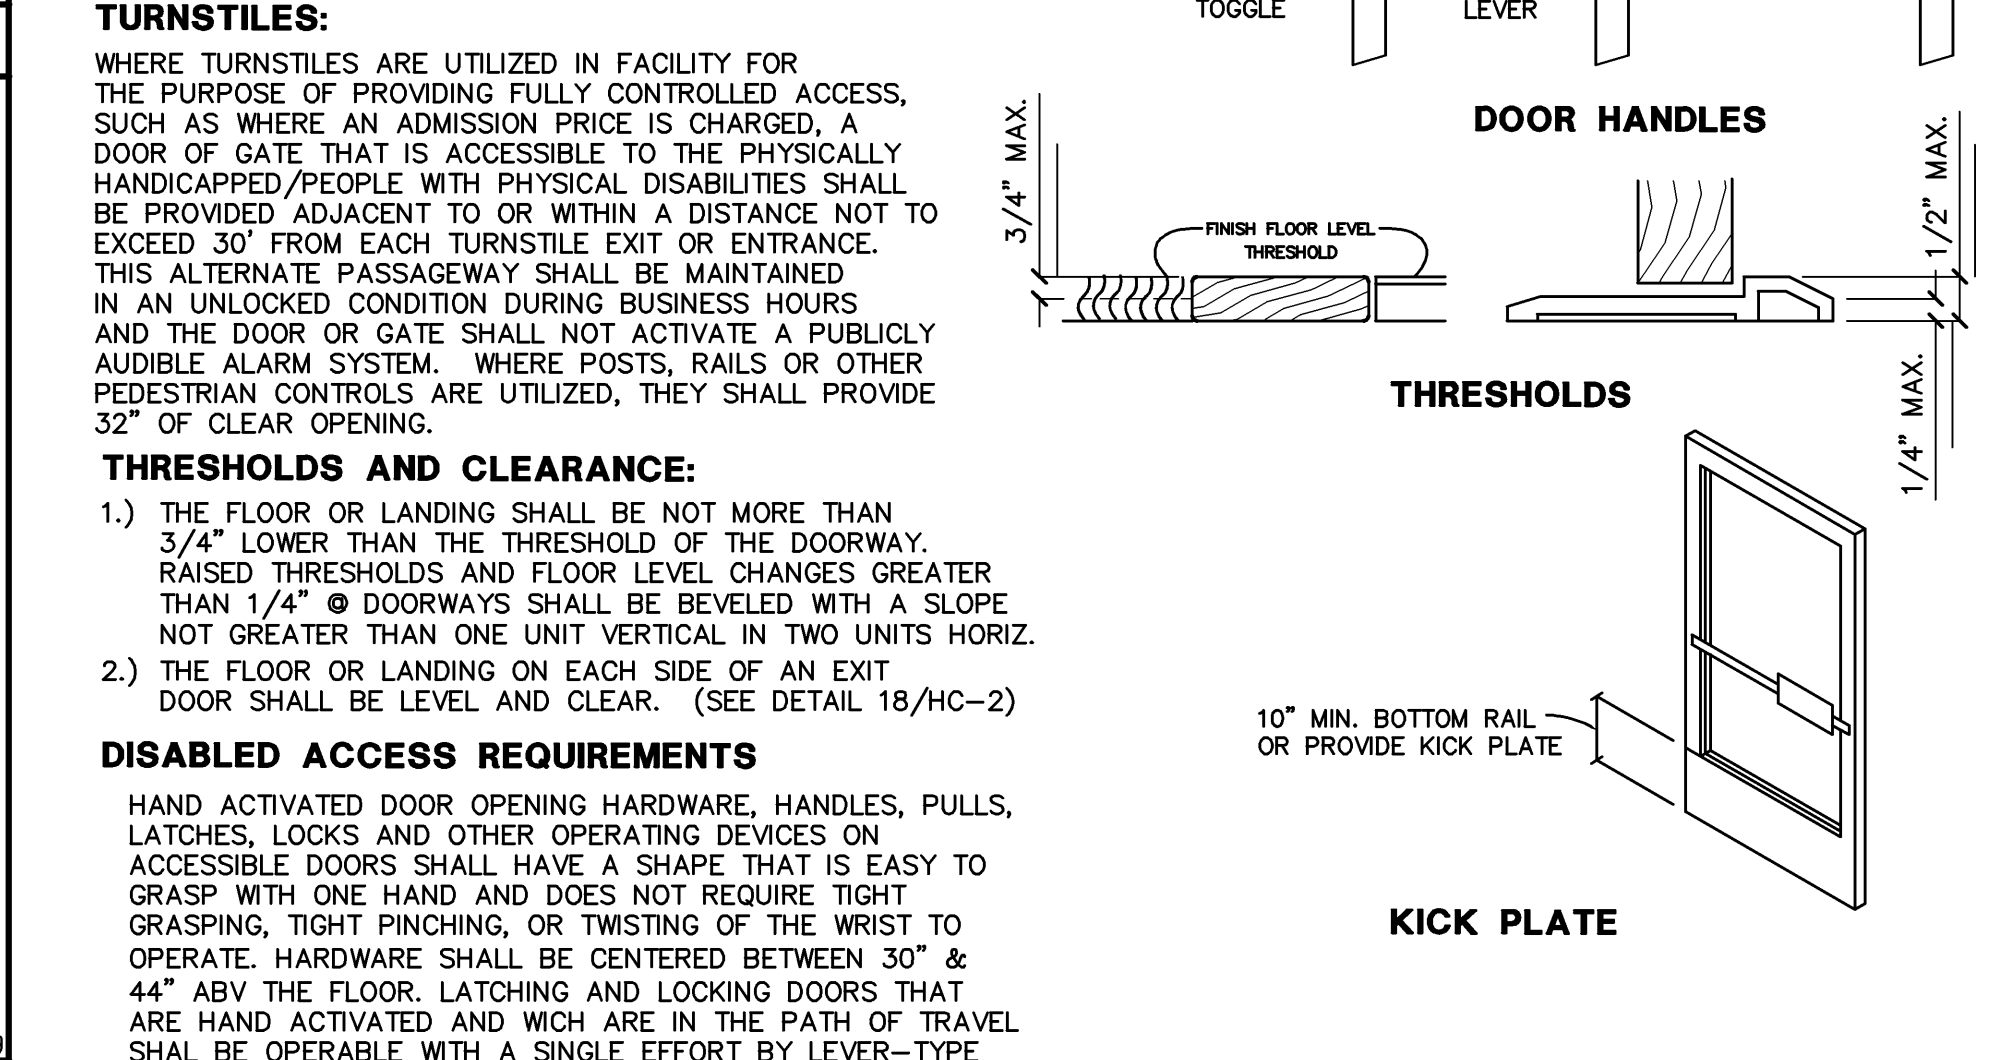 TURNSTILES:
WHERE TURNSTILES ARE UTILIZED IN FACILITY FOR
THE PURPOSE OF PROVIDING FULLY CONTROLLED ACCESS,
SUCH AS WHERE AN ADMISSION PRICE IS CHARGED, A
DOOR OF GATE THAT IS ACCESSIBLE TO THE PHYSICALLY
HANDICAPPED/PEOPLE WITH PHYSICAL DISABILITIES SHALL
BE PROVIDED ADJACENT TO OR WITHIN A DISTANCE NOT TO
EXCEED 30' FROM EACH TURNSTILE EXIT OR ENTRANCE.
THIS ALTERNATE PASSAGEWAY SHALL BE MAINTAINED
IN AN UNLOCKED CONDITION DURING BUSINESS HOURS
AND THE DOOR OR GATE SHALL NOT ACTIVATE A PUBLICLY
AUDIBLE ALARM SYSTEM. WHERE POSTS, RAILS OR OTHER
PEDESTRIAN CONTROLS ARE UTILIZED, THEY SHALL PROVIDE
32" OF CLEAR OPENING.
THRESHOLDS AND CLEARANCE:
1.) THE FLOOR OR LANDING SHALL BE NOT MORE THAN
3/4" LOWER THAN THE THRESHOLD OF THE DOORWAY.
RAISED THRESHOLDS AND FLOOR LEVEL CHANGES GREATER
THAN 1/4" @ DOORWAYS SHALL BE BEVELED WITH A SLOPE
NOT GREATER THAN ONE UNIT VERTICAL IN TWO UNITS HORIZ.
2.) THE FLOOR OR LANDING ON EACH SIDE OF AN EXIT
DOOR SHALL BE LEVEL AND CLEAR. (SEE DETAIL 18/HC-2)
DISABLED ACCESS REQUIREMENTS
HAND ACTIVATED DOOR OPENING HARDWARE, HANDLES, PULLS,
LATCHES, LOCKS AND OTHER OPERATING DEVICES ON
ACCESSIBLE DOORS SHALL HAVE A SHAPE THAT IS EASY TO
GRASP WITH ONE HAND AND DOES NOT REQUIRE TIGHT
GRASPING, TIGHT PINCHING, OR TWISTING OF THE WRIST TO
OPERATE. HARDWARE SHALL BE CENTERED BETWEEN 30" &
44" ABV THE FLOOR. LATCHING AND LOCKING DOORS THAT
ARE HAND ACTIVATED AND WICH ARE IN THE PATH OF TRAVEL
SHAL BE OPERABLE WITH A SINGLE EFFORT BY LEVER-TYPE
TOGGLE
LEVER
DOOR HANDLES
3/4" MAX.
FINISH FLOOR LEVEL
THRESHOLD
1/2" MAX.
THRESHOLDS
1/4" MAX.
10" MIN. BOTTOM RAIL
OR PROVIDE KICK PLATE
KICK PLATE